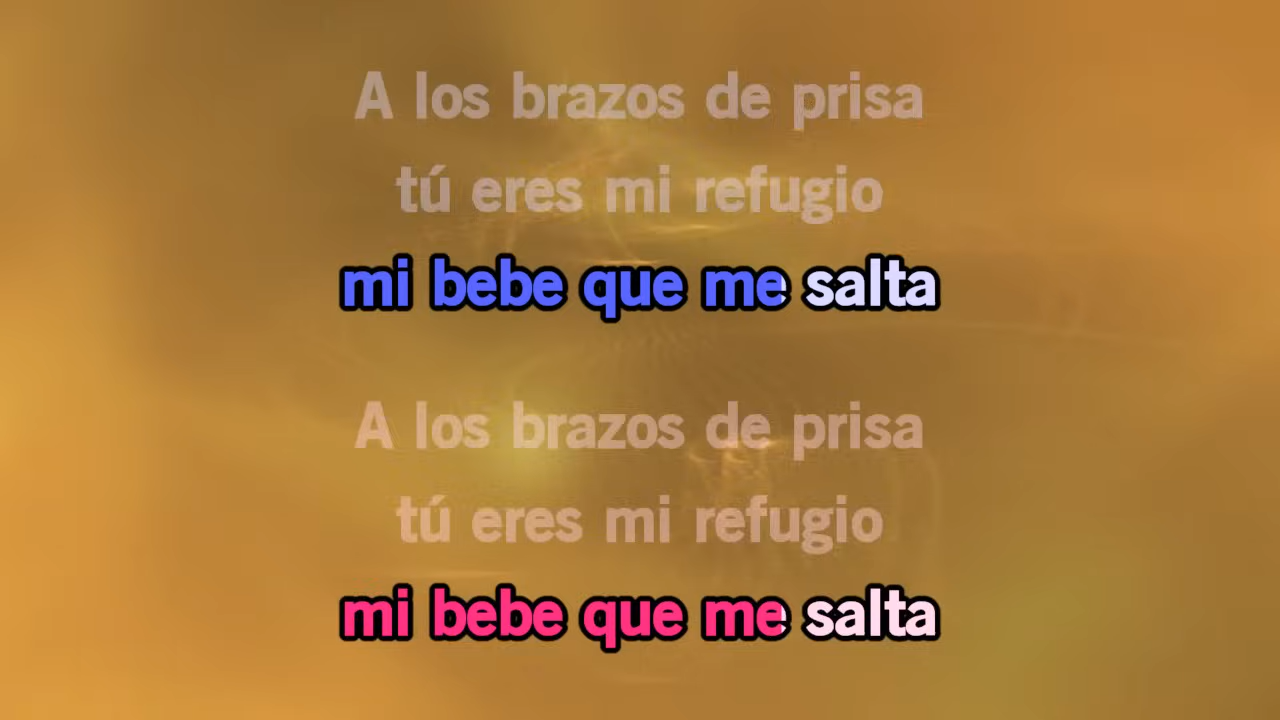 A los brazos de prisa
tú eres mi refugio
mi bebe que me salta
A los brazos de prisa
tú eres mi refugio
mi bebe que me salta